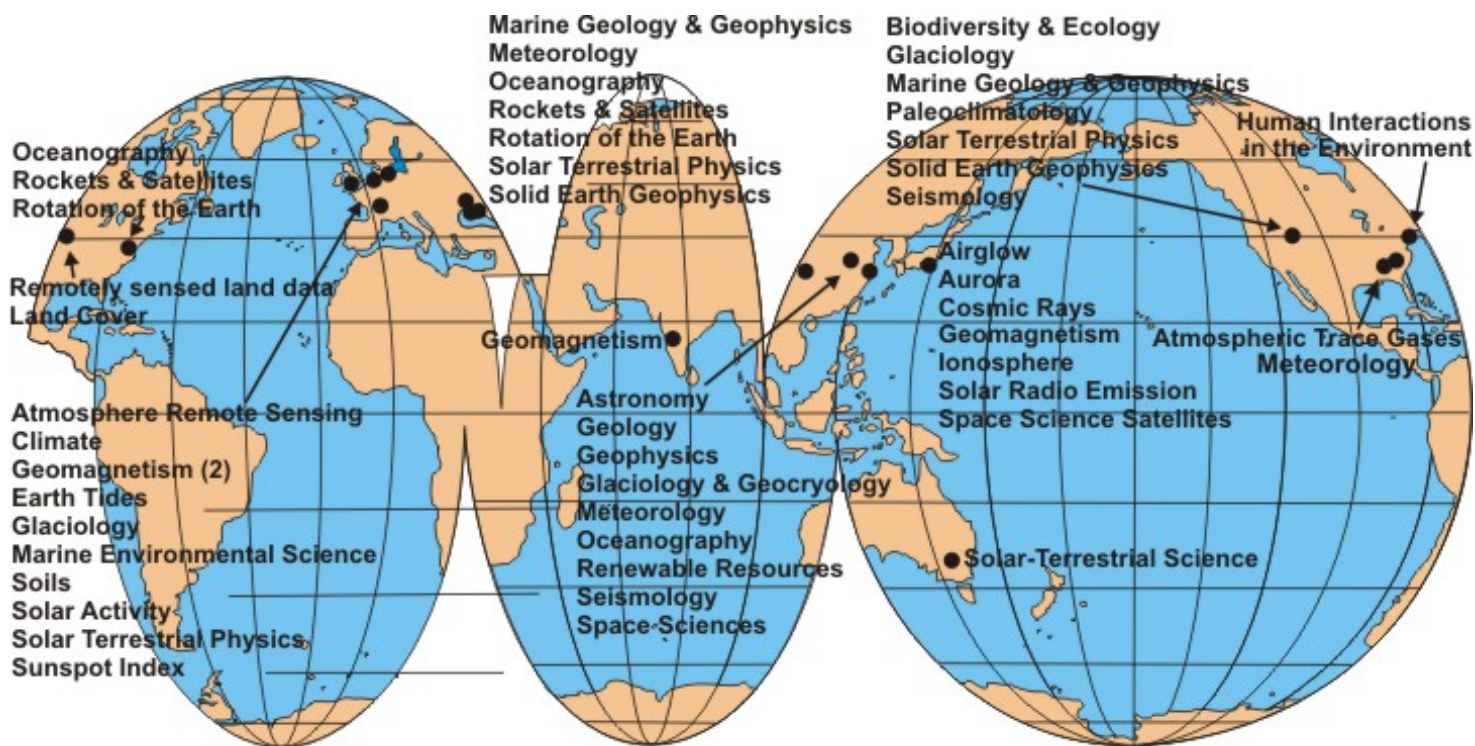 Marine Geology & Geophysics
Meteorology
Oceanography
Rockets & Satellites
Rotation of the Earth
Solar Terrestrial Physics
Solid Earth Geophysics
Biodiversity & Ecology
Glaciology
Marine Geology & Geophysics
Paleoclimatology
Solar Terrestrial Physics
Solid Earth Geophysics
Seismology
Human Interactions
in the Environment
Oceanography
Rockets & Satellites
Rotation of the Earth
Remotely sensed land data
Land Cover
Geomagnetism
Airglow
Aurora
Cosmic Rays
Geomagnetism
Ionosphere
Solar Radio Emission
Space Science Satellites
Atmospheric Trace Gases
Meteorology
Atmosphere Remote Sensing
Climate
Geomagnetism (2)
Earth Tides
Glaciology
Marine Environmental Science
Soils
Solar Activity
Solar Terrestrial Physics
Sunspot Index
Astronomy
Geology
Geophysics
Glaciology & Geocryology
Meteorology
Oceanography
Renewable Resources
Seismology
Space Sciences
Solar-Terrestrial Science